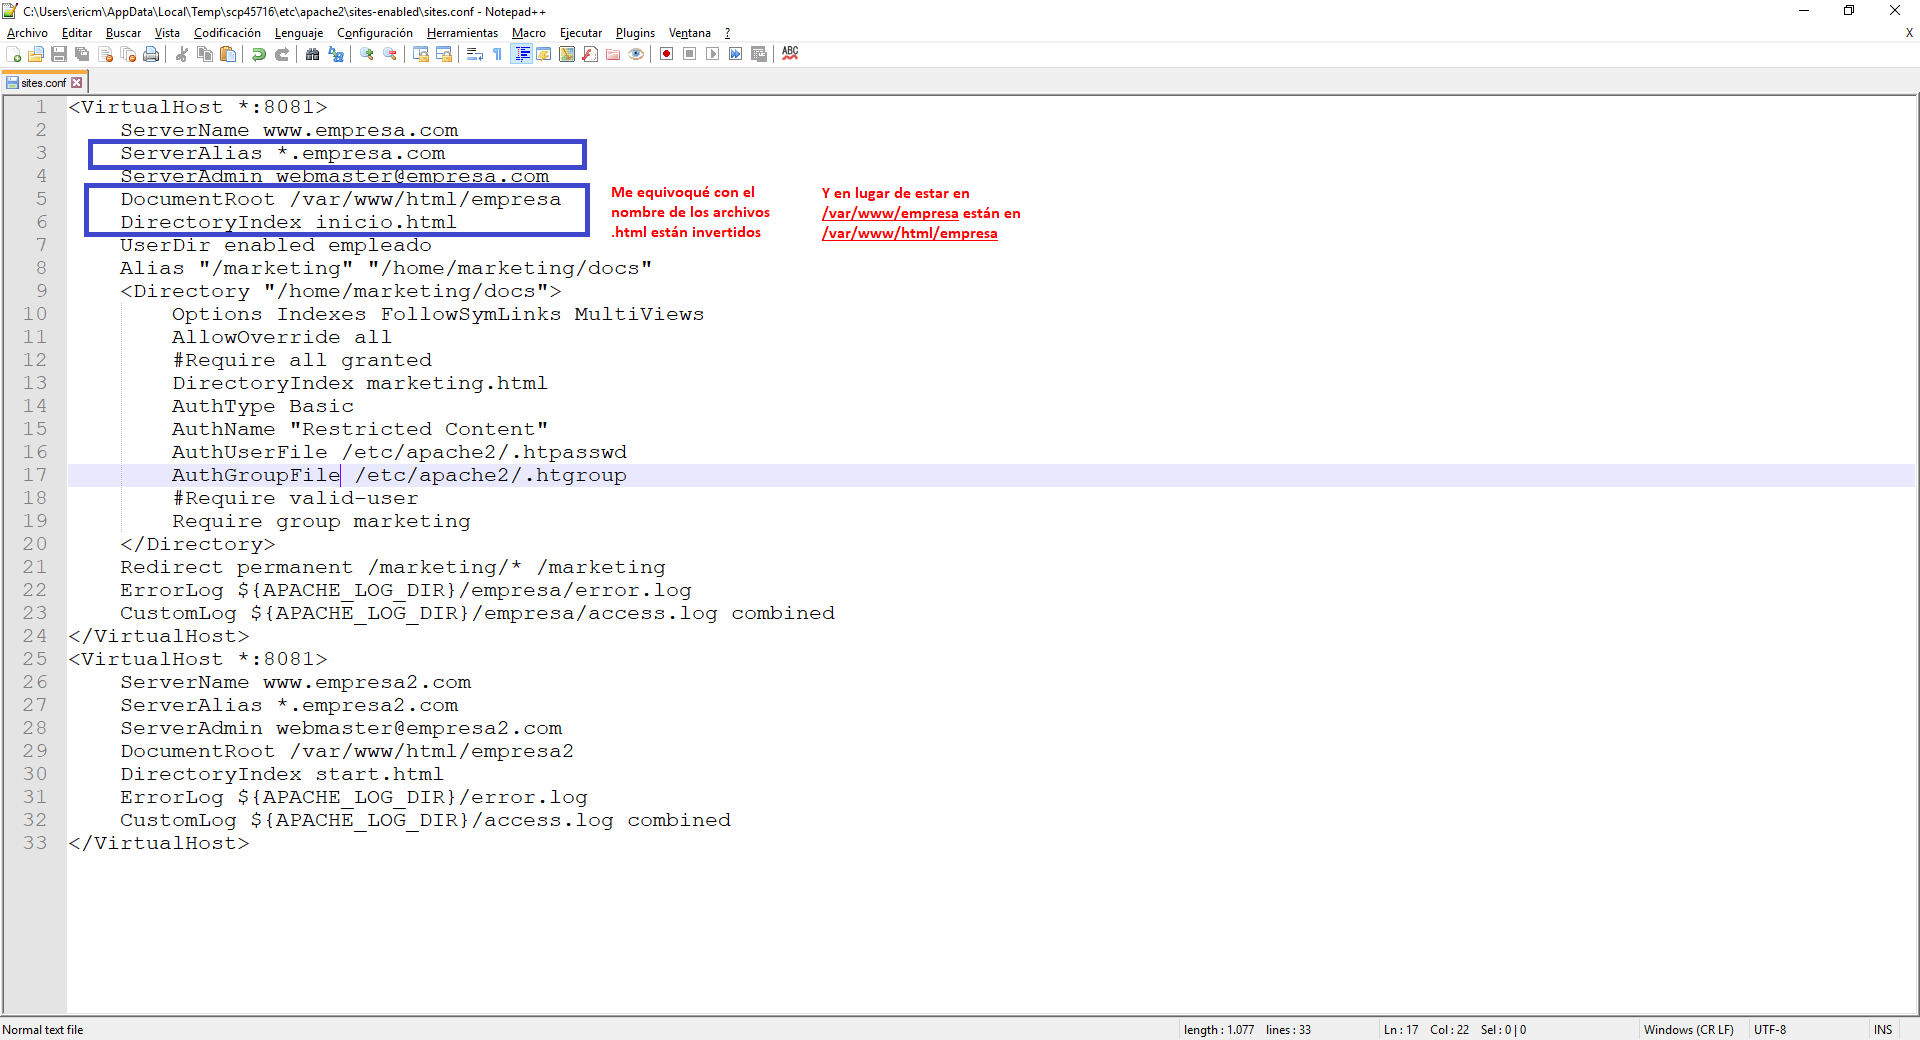 C:\Users\ericm\AppData\Local\Temp\scp45716\etc\apache2\sites-enabled\sites.conf - Notepad++
Archivo Editar Buscar Vista Codificación Lenguaje Configuración Herramientas Macro Ejecutar Plugins Ventana ? X
ABC
sites.conf
1 <VirtualHost *:8081>
2 ServerName www.empresa.com
3 ServerAlias *.empresa.com
4 ServerAdmin webmaster@empresa.com
5 DocumentRoot /var/www/html/empresa
6 DirectoryIndex inicio.html
Me equivoqué con el
nombre de los archivos
.html están invertidos
Y en lugar de estar en
/var/www/empresa están en
/var/www/html/empresa
7 UserDir enabled empleado
8 Alias "/marketing" "/home/marketing/docs"
9 <Directory "/home/marketing/docs">
10 Options Indexes FollowSymLinks MultiViews
11 AllowOverride all
12 #Require all granted
13 DirectoryIndex marketing.html
14 AuthType Basic
15 AuthName "Restricted Content"
16 AuthUserFile /etc/apache2/.htpasswd
17 AuthGroupFile /etc/apache2/.htgroup
18 #Require valid-user
19 Require group marketing
20 </Directory>
21 Redirect permanent /marketing/* /marketing
22 ErrorLog ${APACHE_LOG_DIR}/empresa/error.log
23 CustomLog ${APACHE_LOG_DIR}/empresa/access.log combined
24 </VirtualHost>
25 <VirtualHost *:8081>
26 ServerName www.empresa2.com
27 ServerAlias *.empresa2.com
28 ServerAdmin webmaster@empresa2.com
29 DocumentRoot /var/www/html/empresa2
30 DirectoryIndex start.html
31 ErrorLog ${APACHE_LOG_DIR}/error.log
32 CustomLog ${APACHE_LOG_DIR}/access.log combined
33 </VirtualHost>
Normal text file length : 1.077 lines : 33 Ln : 17 Col : 22 Sel : 0 | 0 Windows (CR LF) UTF-8 INS